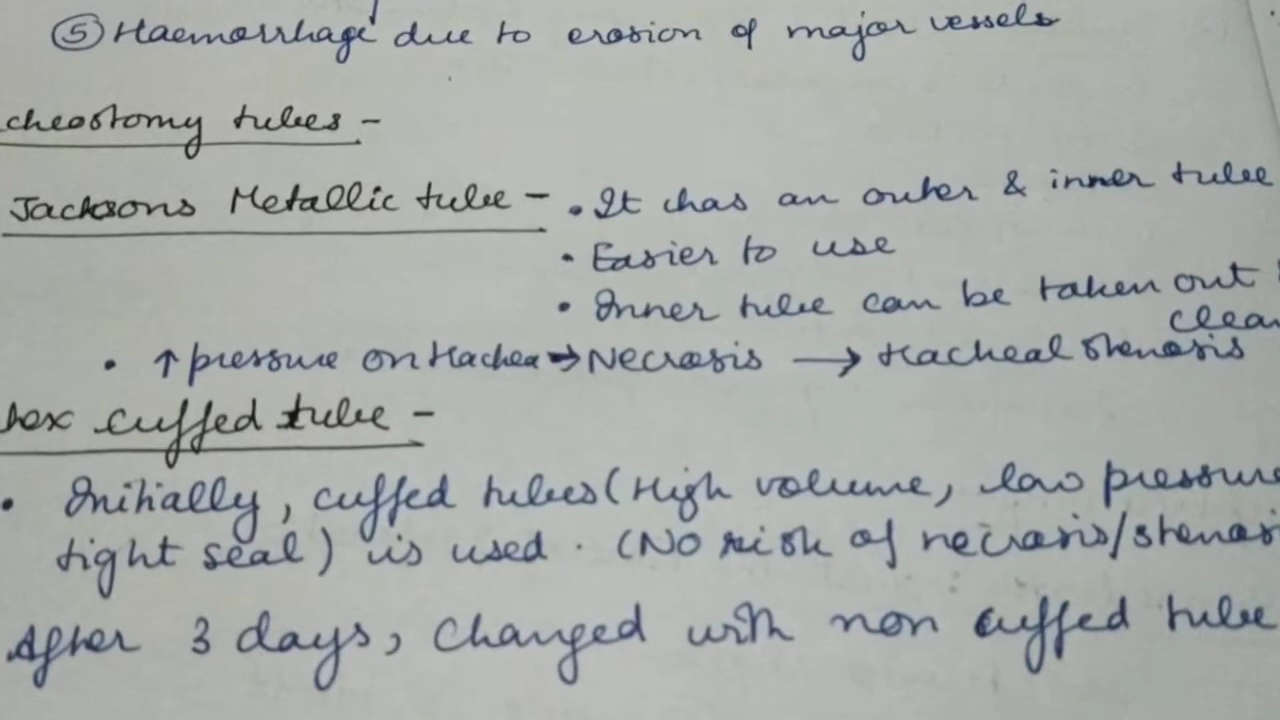 ⑤ Haemorrhage due to erosion of major vessels
cheostomy tubes -
Jacksons Metallic tube - • It has an outer & inner tube
• Easier to use
• Inner tube can be taken out
clean
• ↑ pressure on trachea → Necrosis → tracheal stenosis
tex cuffed tube -
• Initially, cuffed tubes (High volume, low pressure
tight seal) is used. (No risk of necrosis/stenosi
After 3 days, Changed with non cuffed tube